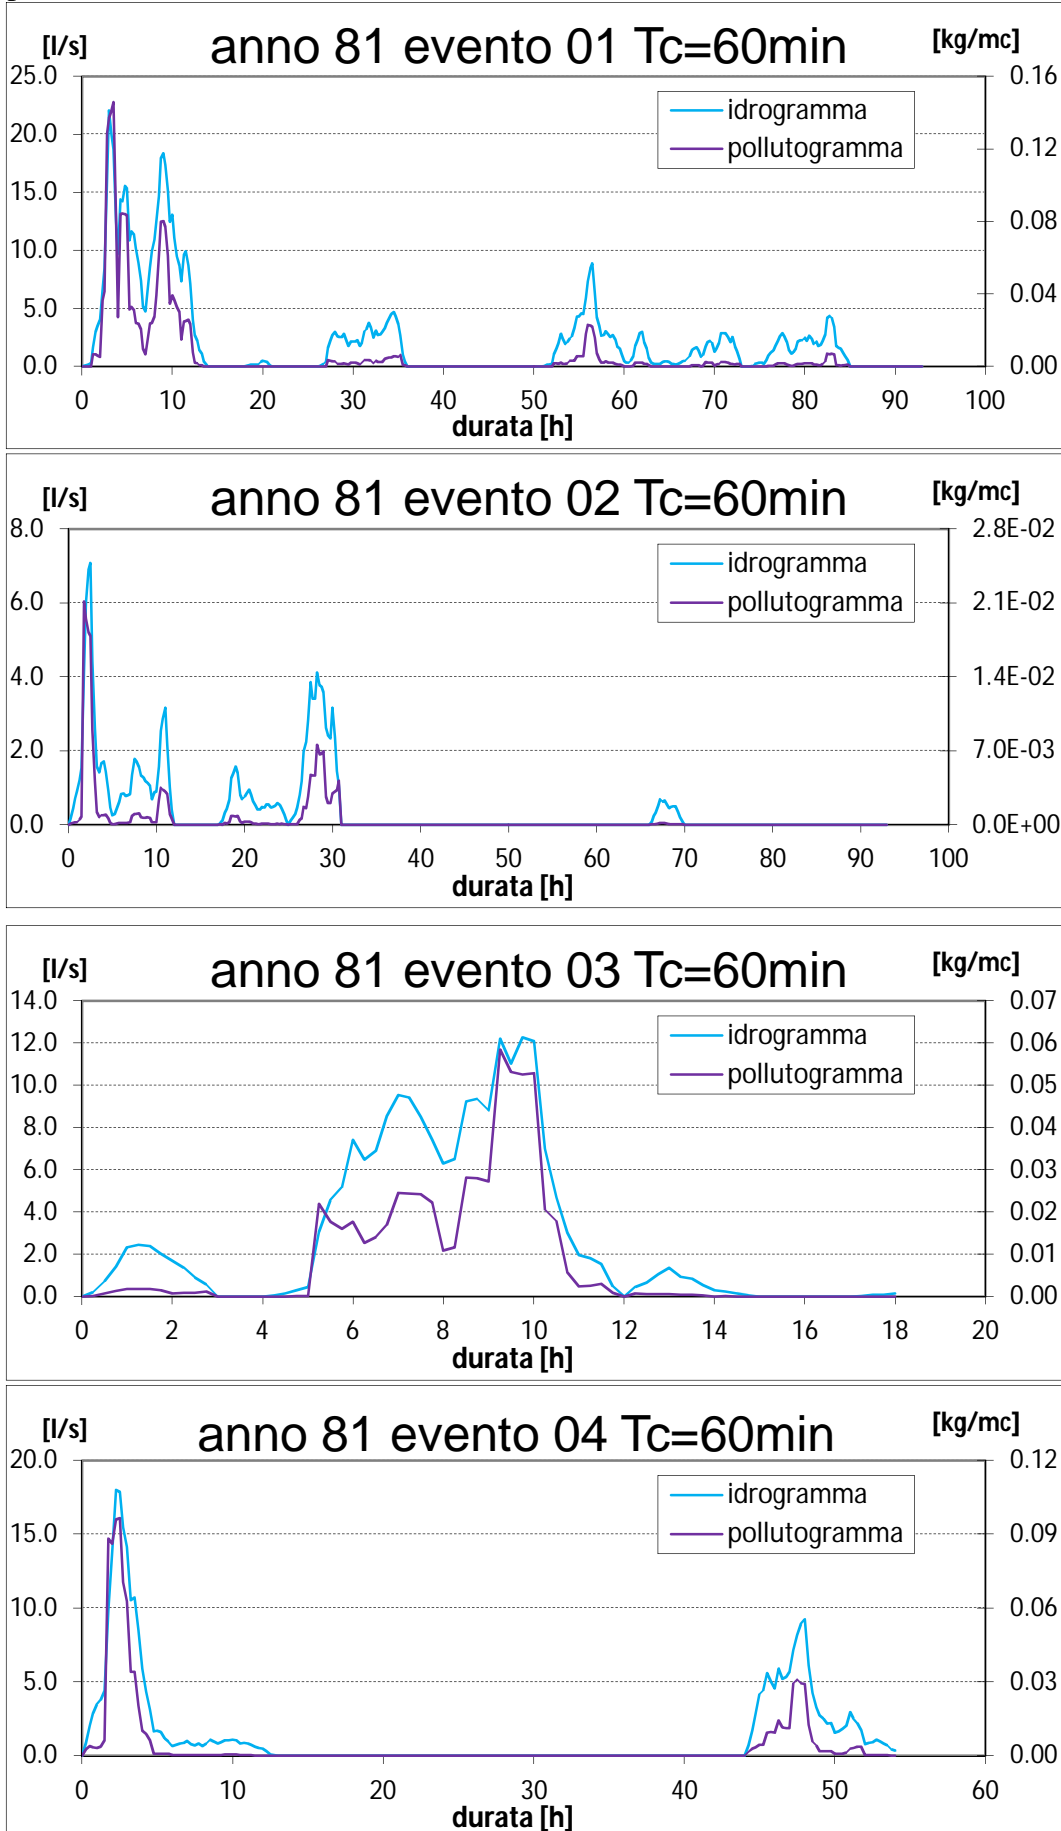 [l/s] anno 81 evento 01 Tc=60min [kg/mc]
25.0 0.16
idrogramma
20.0
pollutogramma 0.12
15.0
0.08
10.0
5.0 0.04
0.0 0.00
0 10 20 30 40 50 60 70 80 90 100
durata [h]
[l/s] anno 81 evento 02 Tc=60min [kg/mc]
8.0 2.8E-02
idrogramma
6.0 pollutogramma 2.1E-02
4.0 1.4E-02
2.0 7.0E-03
0.0 0.0E+00
0 10 20 30 40 50 60 70 80 90 100
durata [h]
[l/s] anno 81 evento 03 Tc=60min [kg/mc]
14.0 0.07
idrogramma
12.0 0.06
pollutogramma
10.0 0.05
8.0 0.04
6.0 0.03
4.0 0.02
2.0 0.01
0.0 0.00
0 2 4 6 8 10 12 14 16 18 20
durata [h]
[l/s] anno 81 evento 04 Tc=60min [kg/mc]
20.0 0.12
idrogramma
15.0 pollutogramma 0.09
10.0 0.06
5.0 0.03
0.0 0.00
0 10 20 30 40 50 60
durata [h]